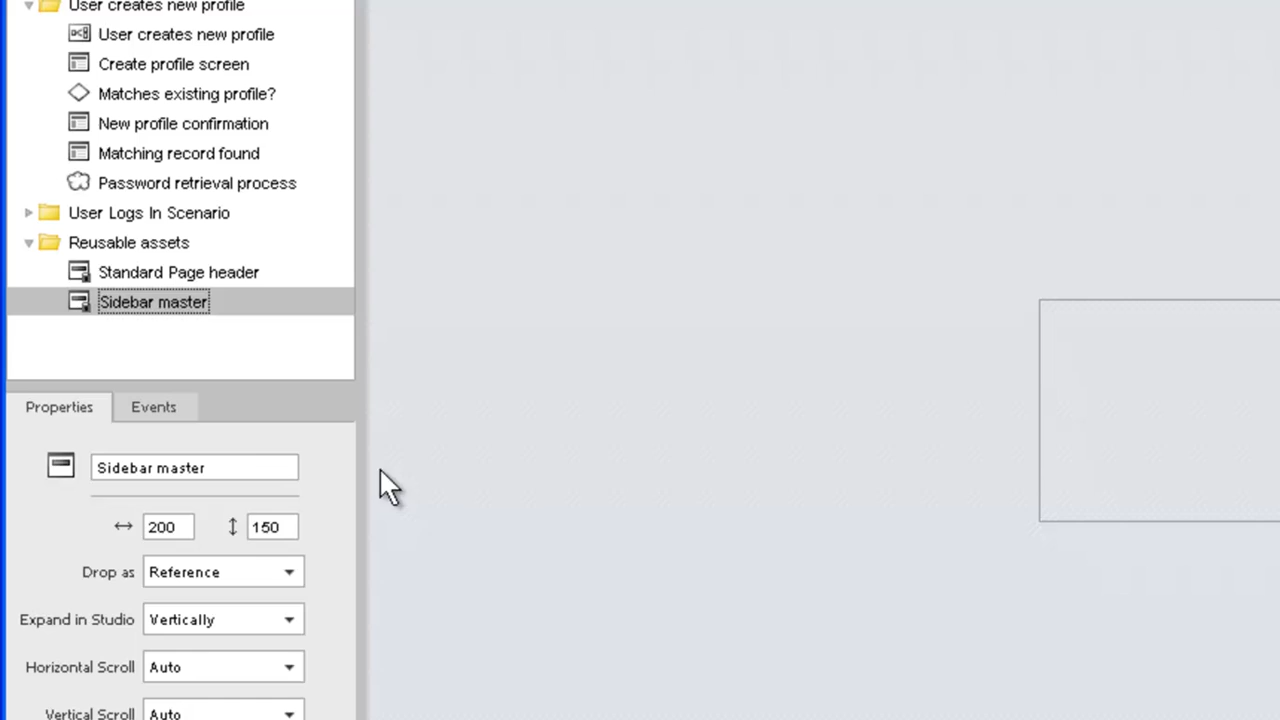 User creates new profile
User creates new profile
Create profile screen
Matches existing profile?
New profile confirmation
Matching record found
Password retrieval process
User Logs In Scenario
Reusable assets
Standard Page header
Sidebar master
Properties Events
Sidebar master
200 150
Drop as Reference
Expand in Studio Vertically
Horizontal Scroll Auto
Vertical Scroll Auto